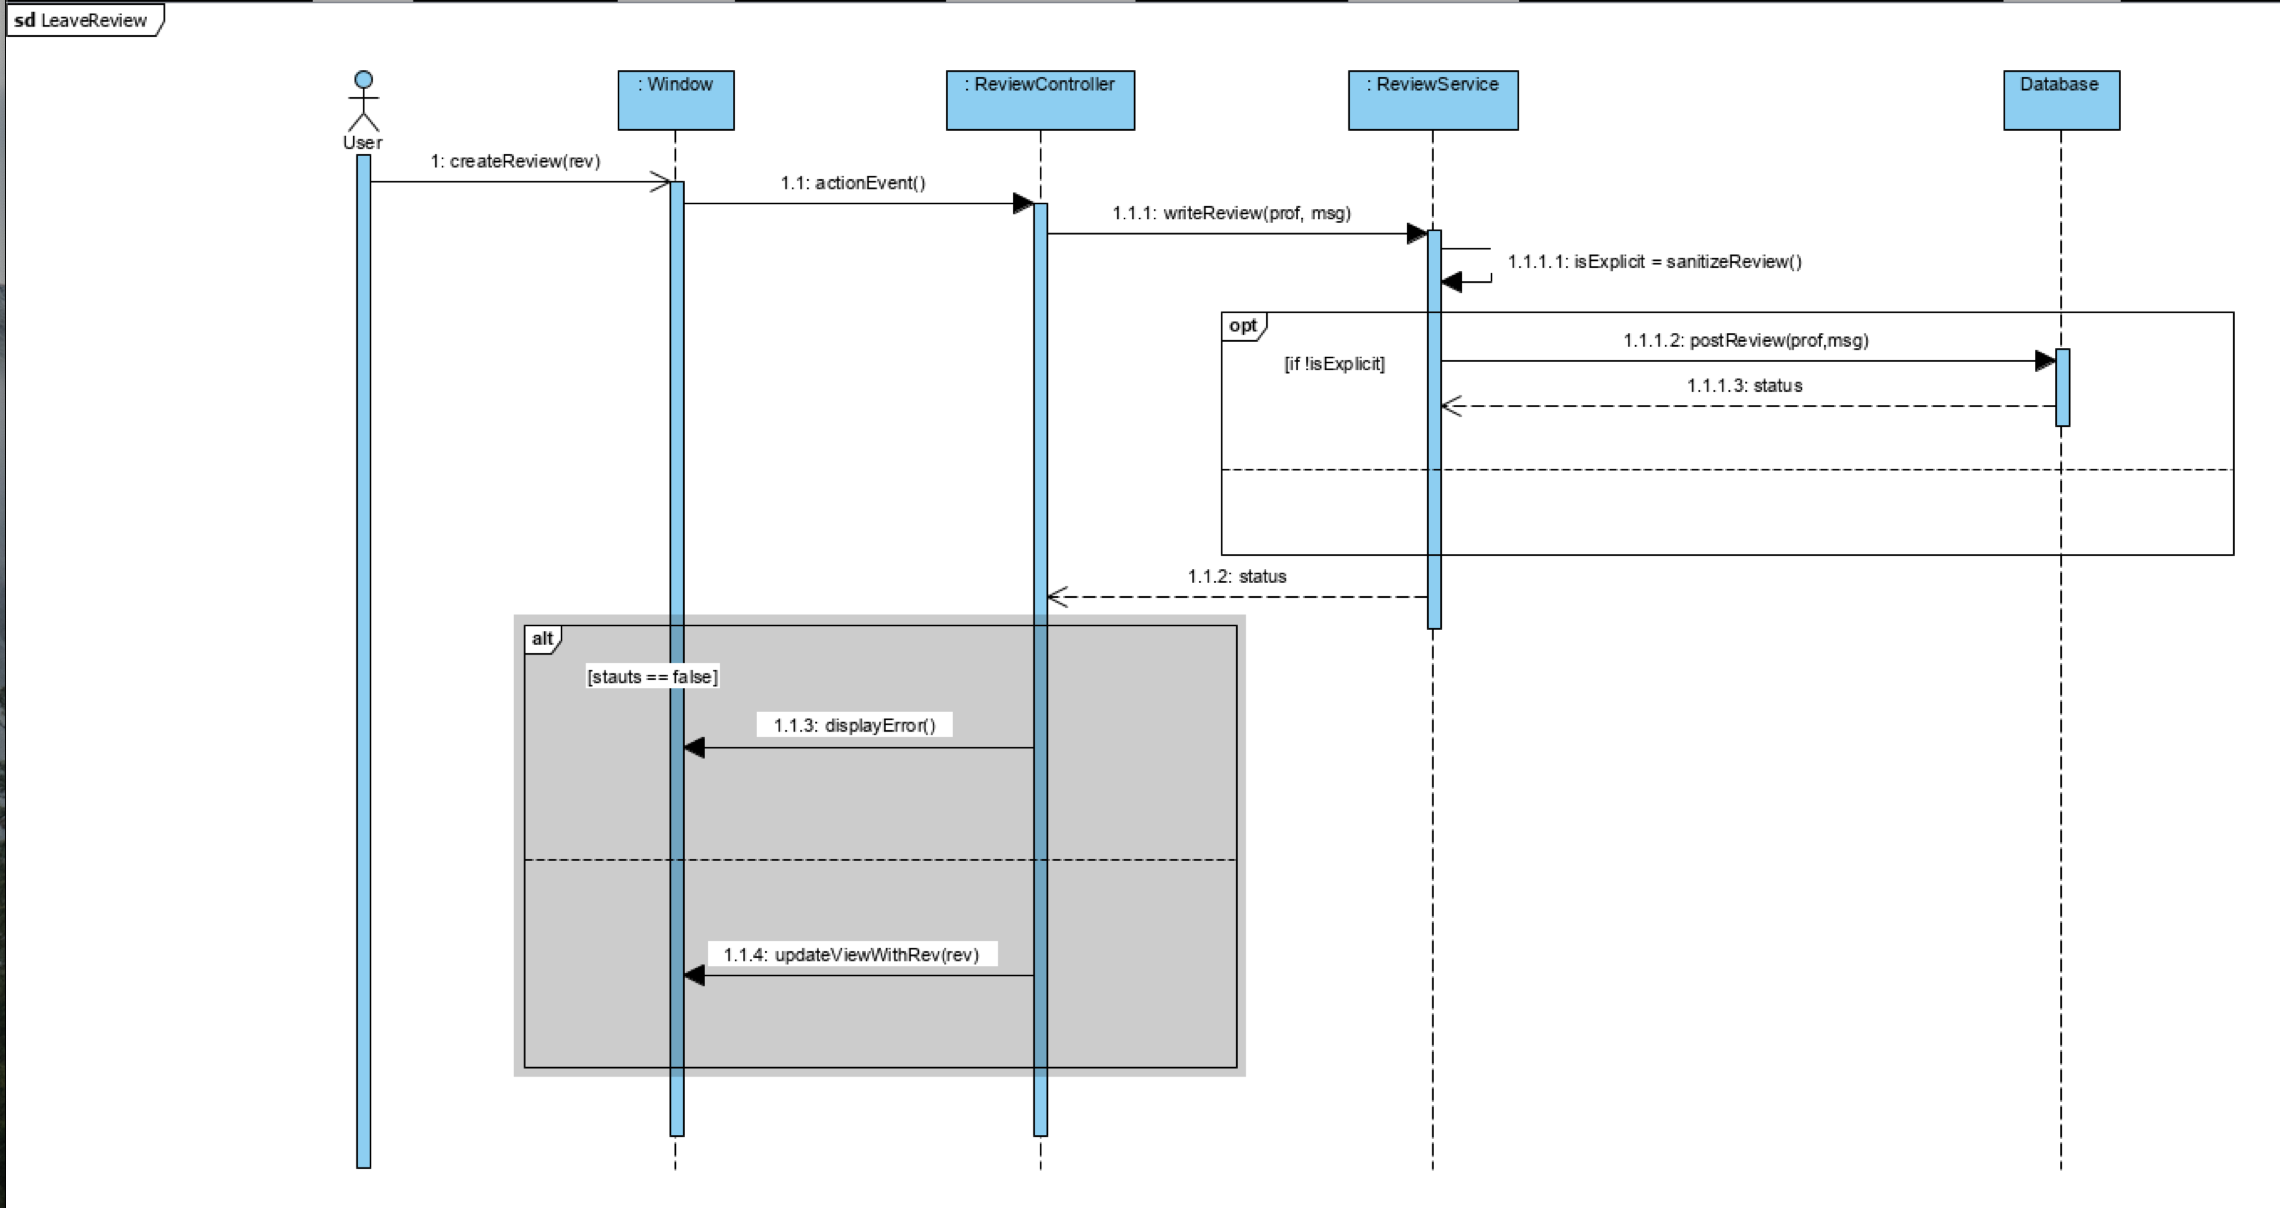 sd LeaveReview
User
: Window
: ReviewController
: ReviewService
Database
1: createReview(rev)
1.1: actionEvent()
1.1.1: writeReview(prof, msg)
1.1.1.1: isExplicit = sanitizeReview()
opt
[if !isExplicit]
1.1.1.2: postReview(prof,msg)
1.1.1.3: status
1.1.2: status
alt
[stauts == false]
1.1.3: displayError()
1.1.4: updateViewWithRev(rev)